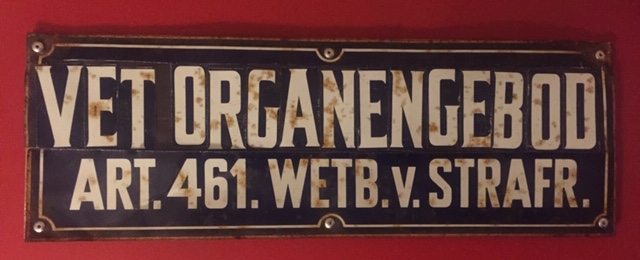 VET ORGANENGEBOD
ART. 461. WETB. v. STRAFR.